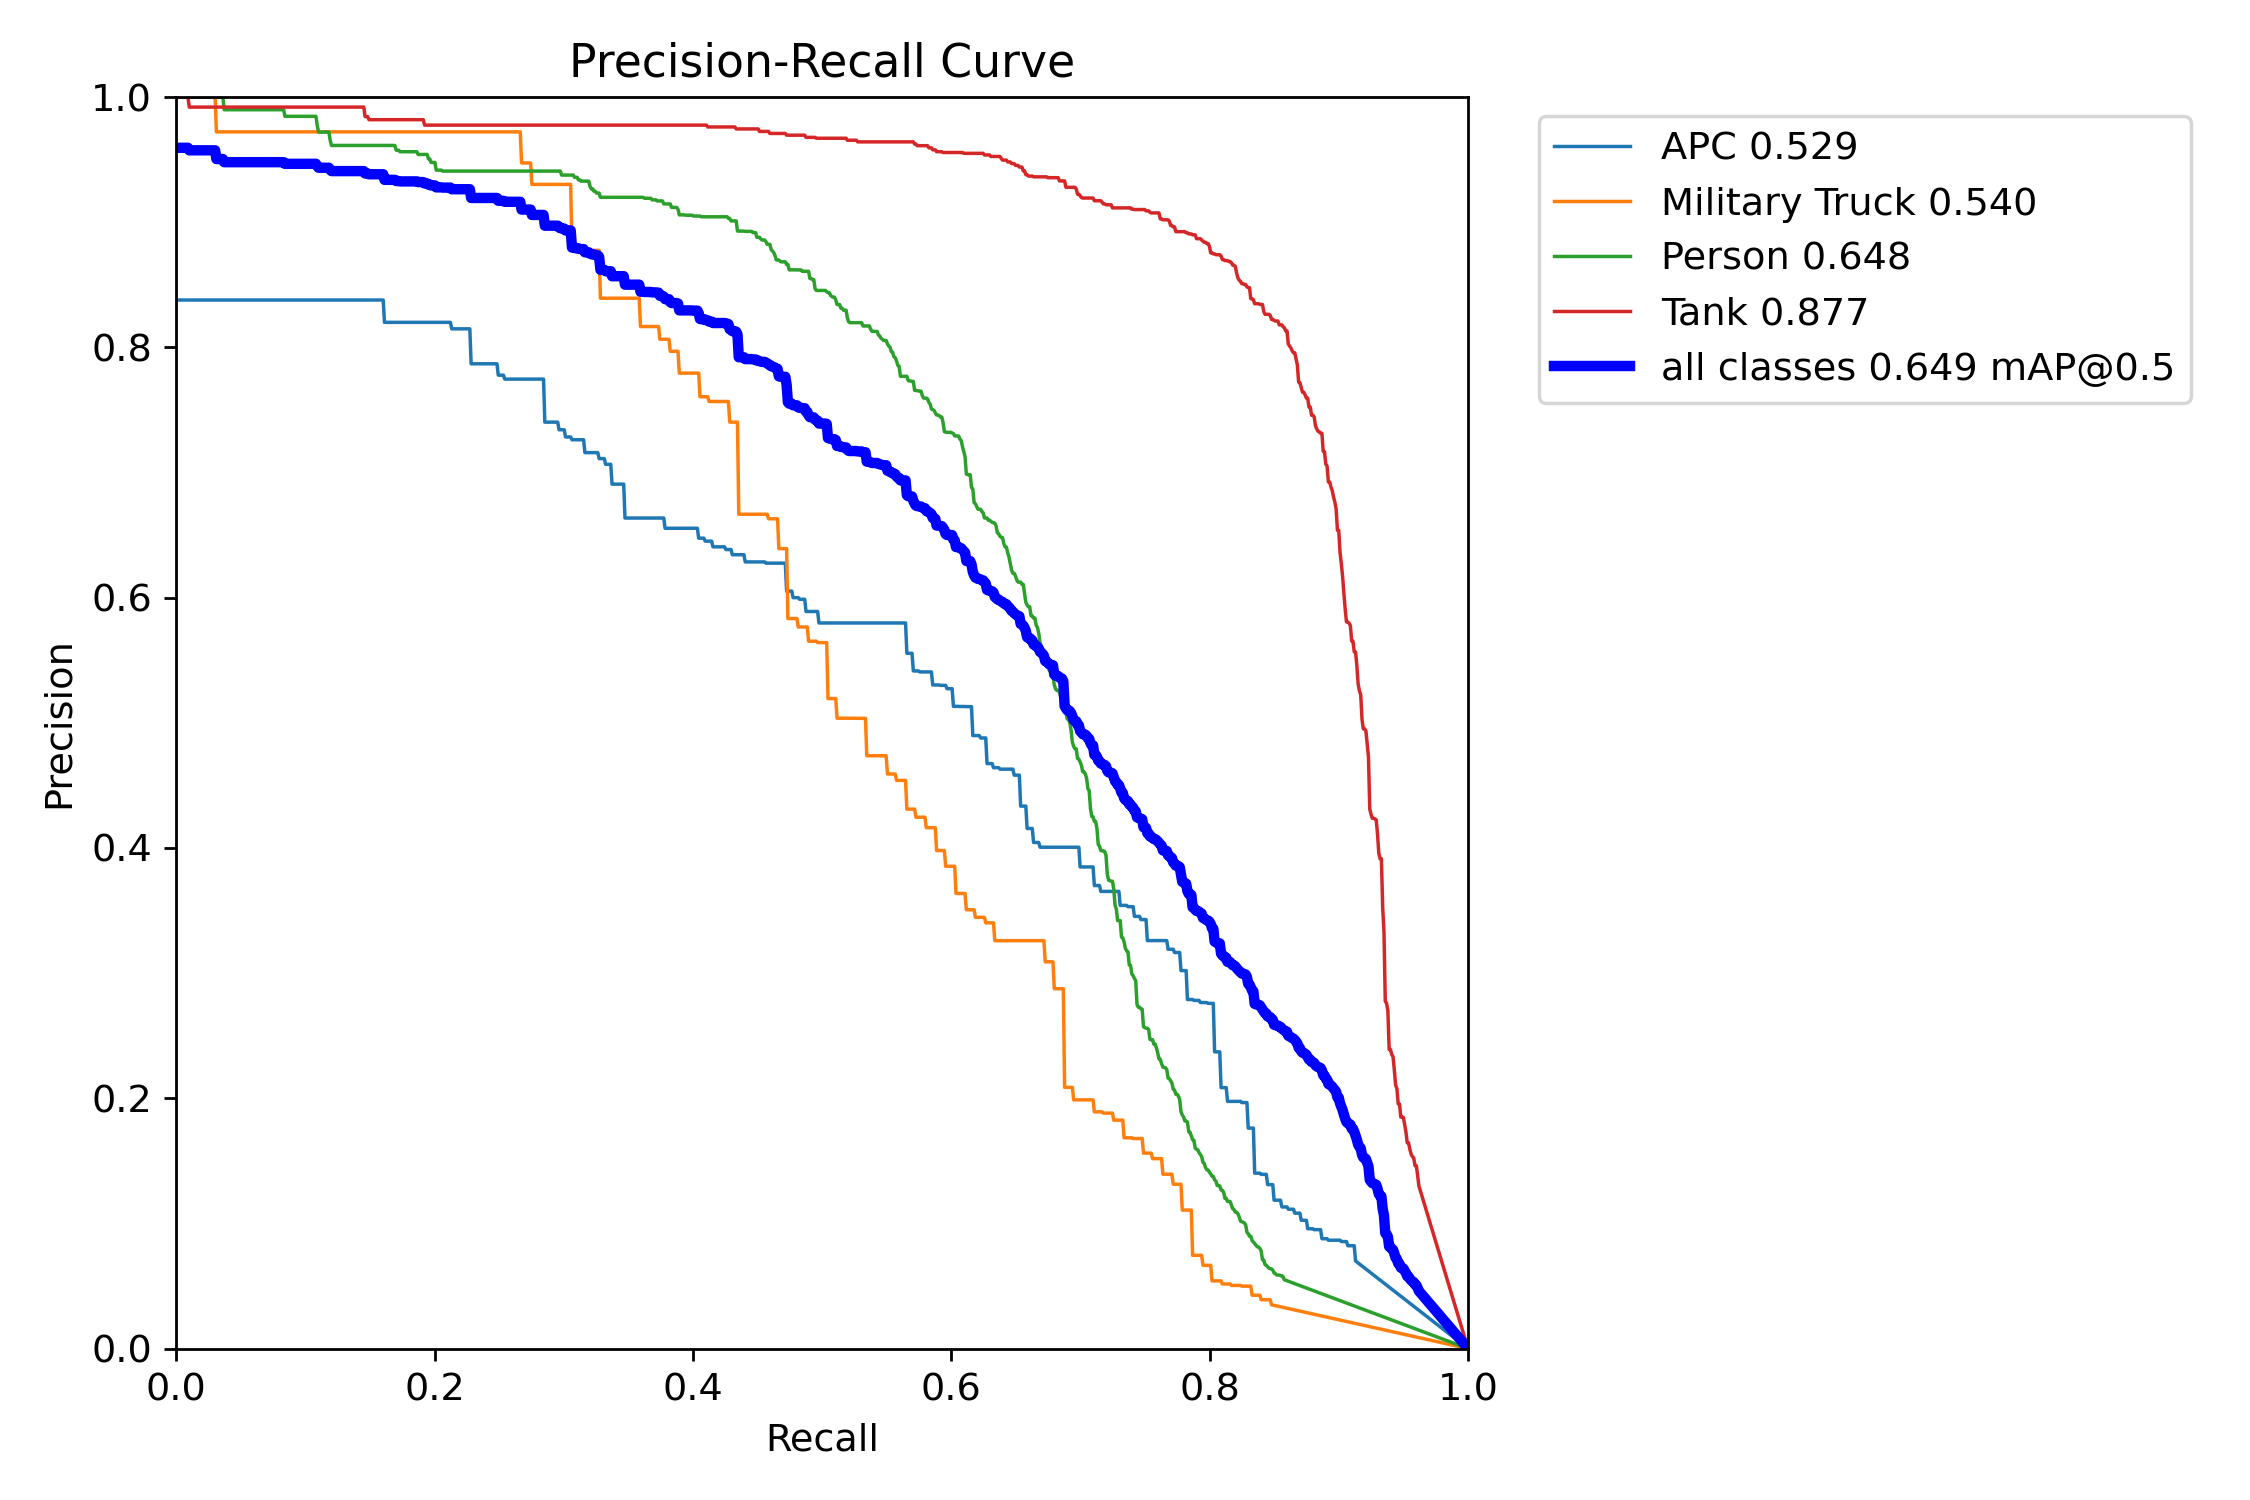 Precision-Recall Curve
1.0
0.8
0.6
0.4
0.2
0.0
Precision
0.0 0.2 0.4 0.6 0.8 1.0
Recall
APC 0.529
Military Truck 0.540
Person 0.648
Tank 0.877
all classes 0.649 mAP@0.5